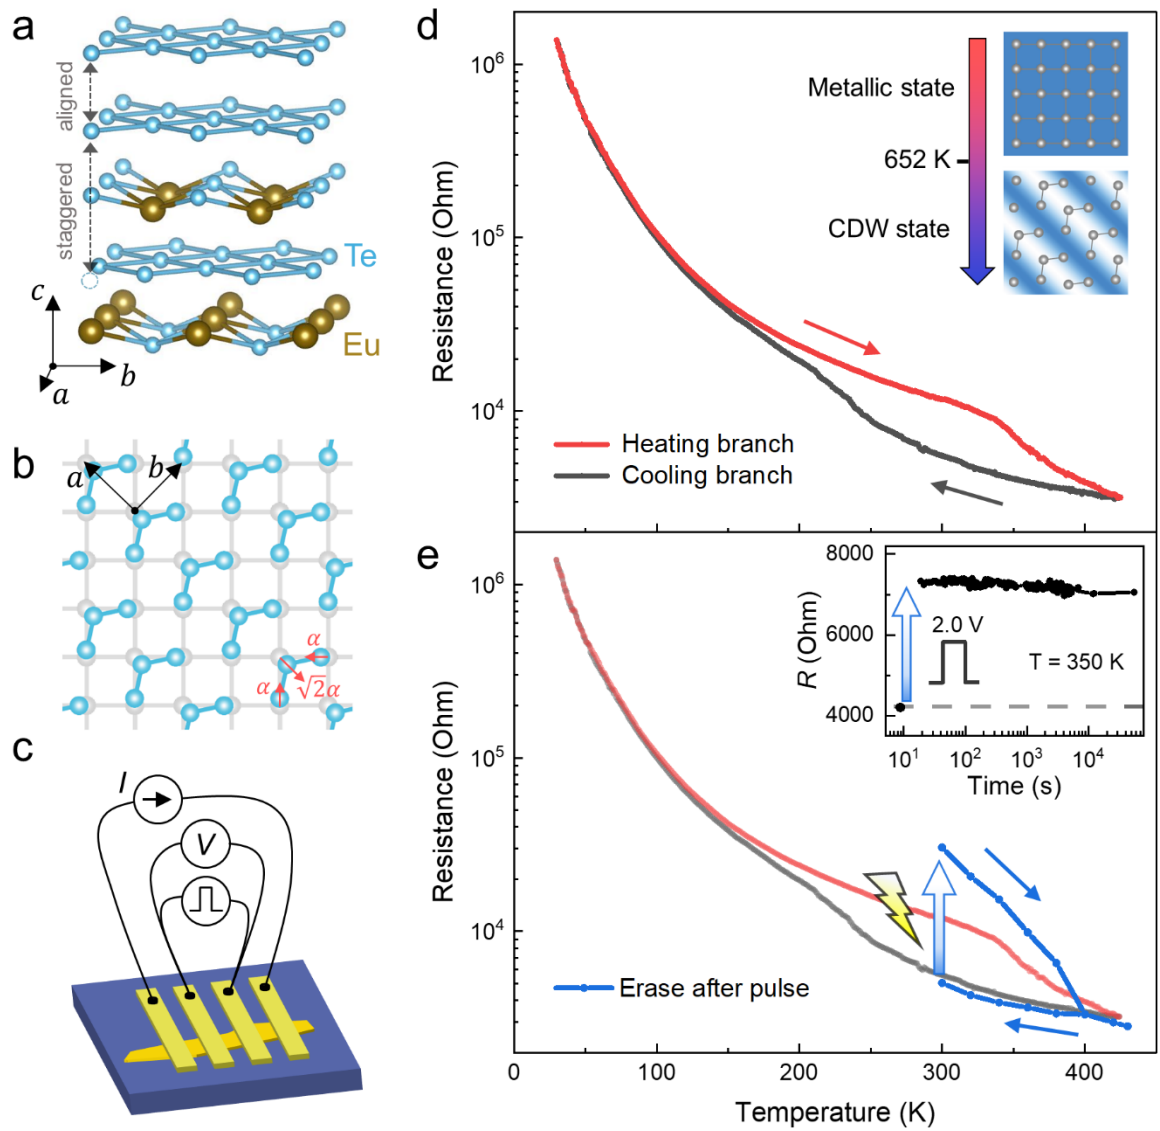 a
aligned
staggered
Te
Eu
c
b
a
b
a
b
α
α
√2α
c
I
V
d
10⁶
10⁵
10⁴
Resistance (Ohm)
Metallic state
652 K
CDW state
Heating branch
Cooling branch
e
10⁶
10⁵
10⁴
Resistance (Ohm)
8000
6000
4000
R (Ohm)
2.0 V
T = 350 K
10¹ 10² 10³ 10⁴
Time (s)
Erase after pulse
0 100 200 300 400
Temperature (K)